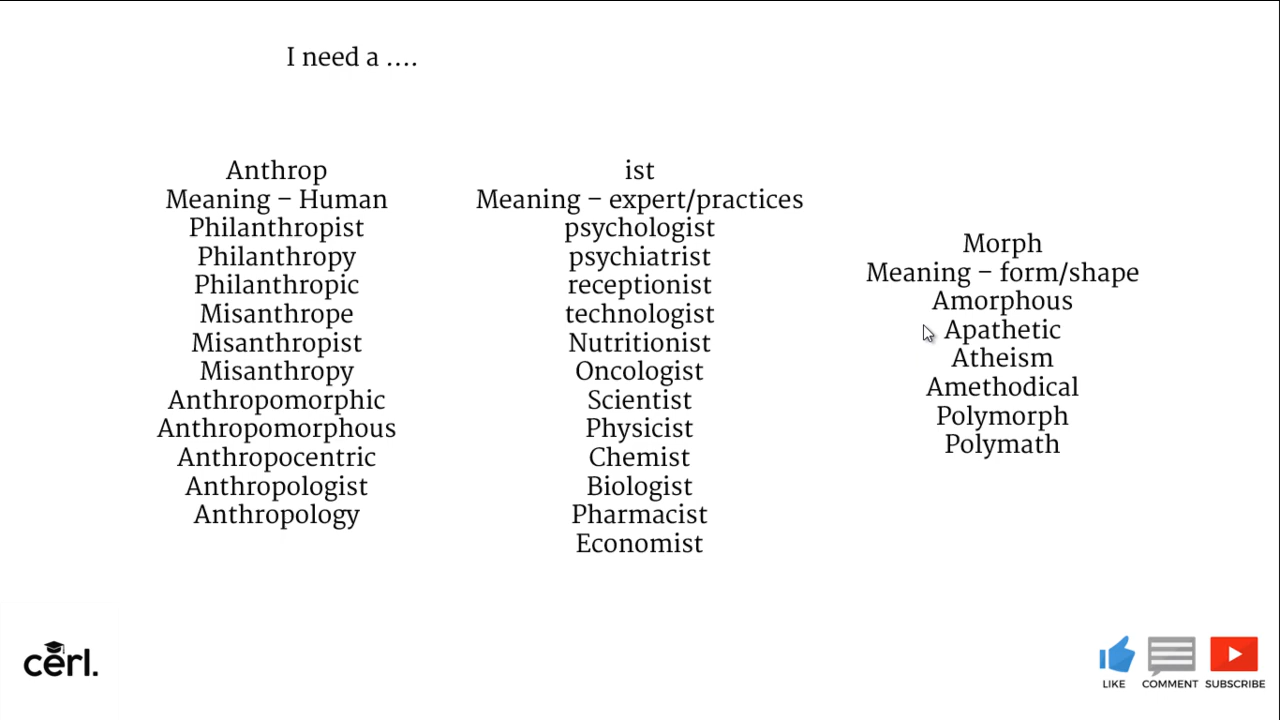 I need a ....
Anthrop
Meaning – Human
Philanthropist
Philanthropy
Philanthropic
Misanthrope
Misanthropist
Misanthropy
Anthropomorphic
Anthropomorphous
Anthropocentric
Anthropologist
Anthropology
ist
Meaning – expert/practices
psychologist
psychiatrist
receptionist
technologist
Nutritionist
Oncologist
Scientist
Physicist
Chemist
Biologist
Pharmacist
Economist
Morph
Meaning – form/shape
Amorphous
Apathetic
Atheism
Amethodical
Polymorph
Polymath
cerl.
LIKE
COMMENT
SUBSCRIBE